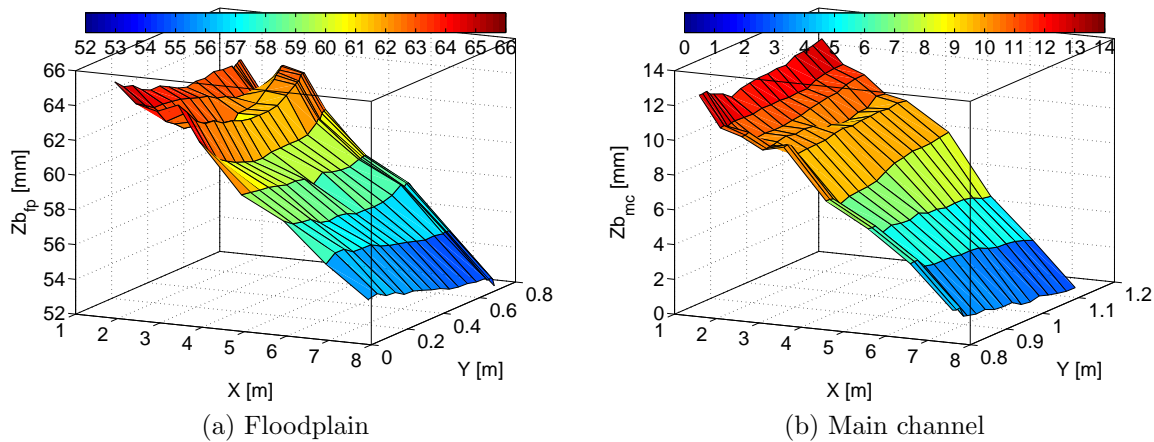 52 53 54 55 56 57 58 59 60 61 62 63 64 65 66
66
64
62
60
58
56
54
52
Zb_fp [mm]
1 2 3 4 5 6 7 8
X [m]
0 0.2 0.4 0.6 0.8
Y [m]
(a) Floodplain
0 1 2 3 4 5 6 7 8 9 10 11 12 13 14
14
12
10
8
6
4
2
0
Zb_mc [mm]
1 2 3 4 5 6 7 8
X [m]
0.8 0.9 1 1.1 1.2
Y [m]
(b) Main channel